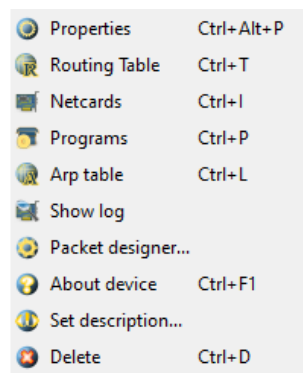 Properties Ctrl+Alt+P
Routing Table Ctrl+T
Netcards Ctrl+I
Programs Ctrl+P
Arp table Ctrl+L
Show log
Packet designer...
About device Ctrl+F1
Set description...
Delete Ctrl+D